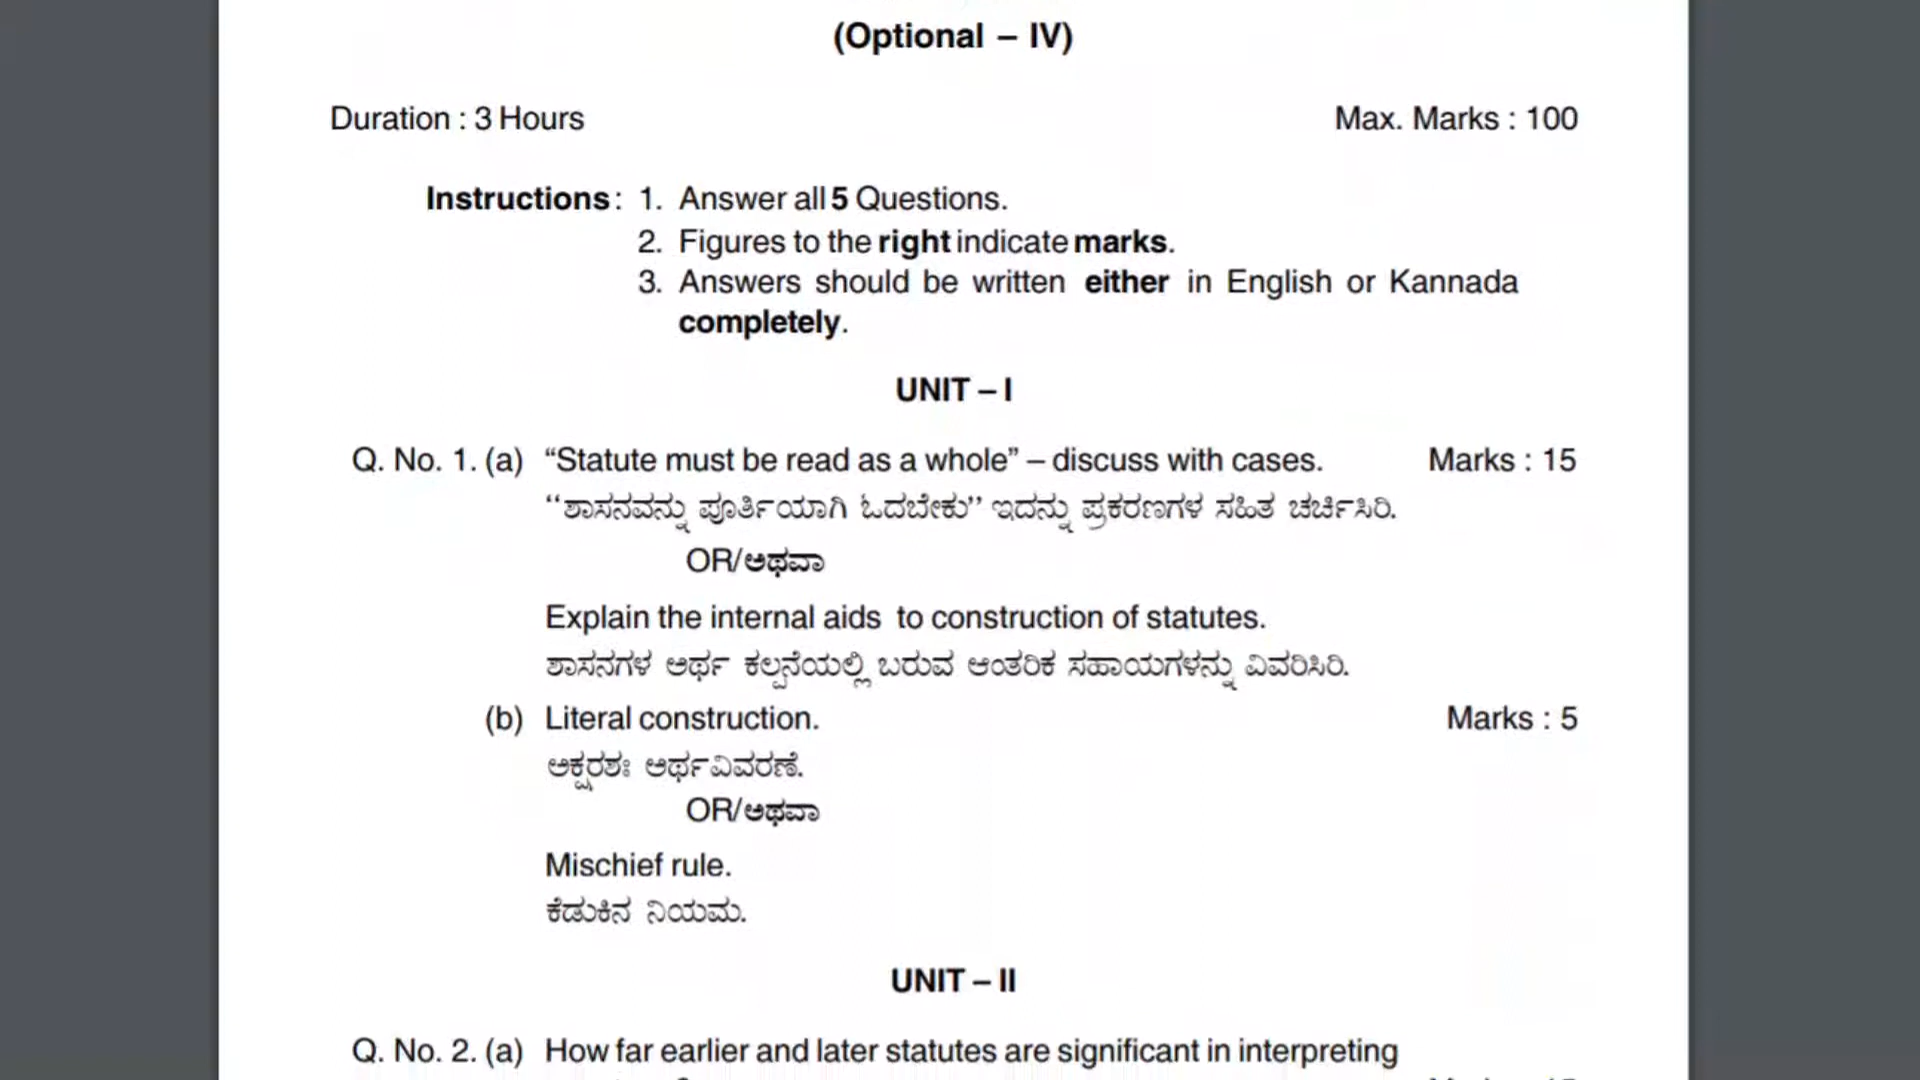 (Optional – IV)
Duration : 3 Hours Max. Marks : 100
Instructions : 1. Answer all 5 Questions.
2. Figures to the right indicate marks.
3. Answers should be written either in English or Kannada
completely.
UNIT – I
Q. No. 1. (a) “Statute must be read as a whole” – discuss with cases. Marks : 15
‘‘ಶಾಸನವನ್ನು ಪೂರ್ತಿಯಾಗಿ ಓದಬೇಕು’’ ಇದನ್ನು ಪ್ರಕರಣಗಳ ಸಹಿತ ಚರ್ಚಿಸಿರಿ.
OR/ಅಥವಾ
Explain the internal aids to construction of statutes.
ಶಾಸನಗಳ ಅರ್ಥ ಕಲ್ಪನೆಯಲ್ಲಿ ಬರುವ ಆಂತರಿಕ ಸಹಾಯಗಳನ್ನು ವಿವರಿಸಿರಿ.
(b) Literal construction. Marks : 5
ಅಕ್ಷರಶಃ ಅರ್ಥವಿವರಣೆ.
OR/ಅಥವಾ
Mischief rule.
ಕೆಡುಕಿನ ನಿಯಮ.
UNIT – II
Q. No. 2. (a) How far earlier and later statutes are significant in interpreting